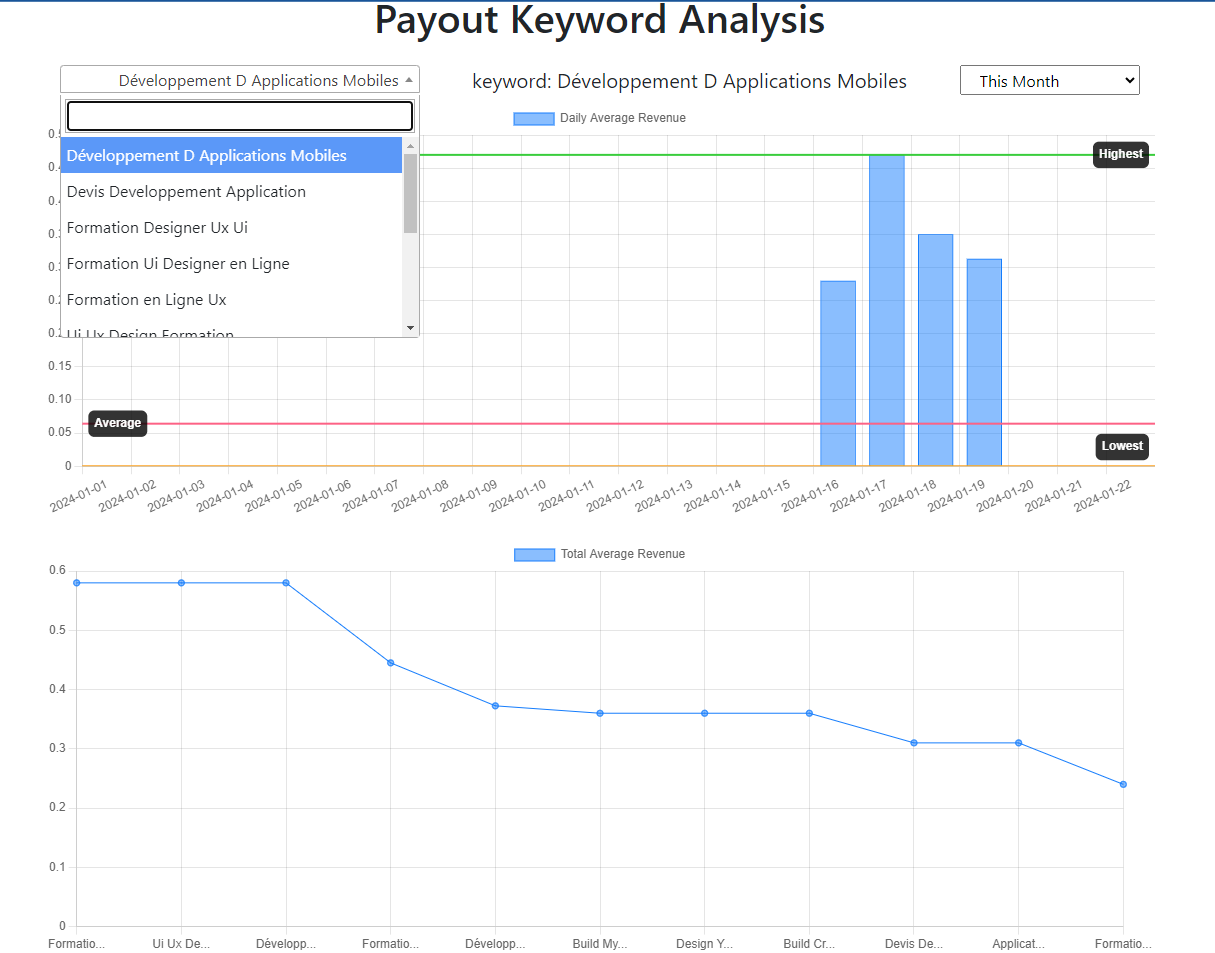 Payout Keyword Analysis
Développement D Applications Mobiles
keyword: Développement D Applications Mobiles
This Month
Daily Average Revenue
Développement D Applications Mobiles
Devis Developpement Application
Formation Designer Ux Ui
Formation Ui Designer en Ligne
Formation en Ligne Ux
Ui Ux Design Formation
Highest
0.15
0.10
Average
0.05
Lowest
0
2024-01-01 2024-01-02 2024-01-03 2024-01-04 2024-01-05 2024-01-06 2024-01-07 2024-01-08 2024-01-09 2024-01-10 2024-01-11 2024-01-12 2024-01-13 2024-01-14 2024-01-15 2024-01-16 2024-01-17 2024-01-18 2024-01-19 2024-01-20 2024-01-21 2024-01-22
Total Average Revenue
0.6
0.5
0.4
0.3
0.2
0.1
0
Formatio... Ui Ux De... Développ... Formatio... Développ... Build My... Design Y... Build Cr... Devis De... Applicat... Formatio...